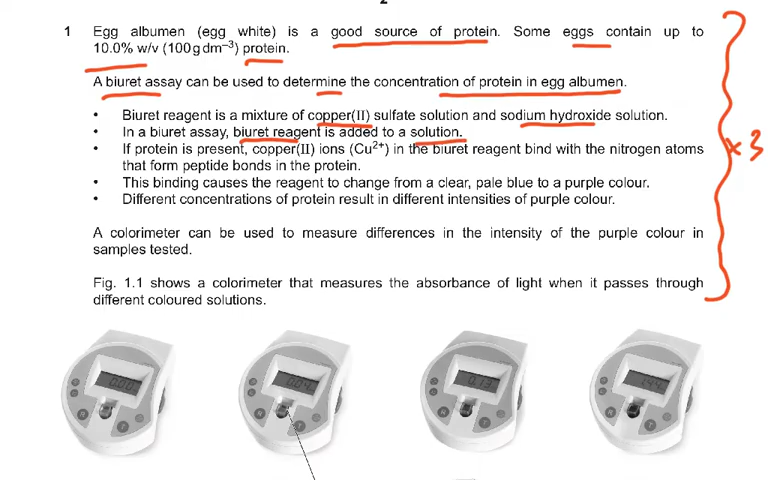 2
1 Egg albumen (egg white) is a good source of protein. Some eggs contain up to
10.0% w/v (100 g dm⁻³) protein.
A biuret assay can be used to determine the concentration of protein in egg albumen.
• Biuret reagent is a mixture of copper(II) sulfate solution and sodium hydroxide solution.
• In a biuret assay, biuret reagent is added to a solution.
• If protein is present, copper(II) ions (Cu²⁺) in the biuret reagent bind with the nitrogen atoms
that form peptide bonds in the protein.
• This binding causes the reagent to change from a clear, pale blue to a purple colour.
• Different concentrations of protein result in different intensities of purple colour.
x 3
A colorimeter can be used to measure differences in the intensity of the purple colour in
samples tested.
Fig. 1.1 shows a colorimeter that measures the absorbance of light when it passes through
different coloured solutions.